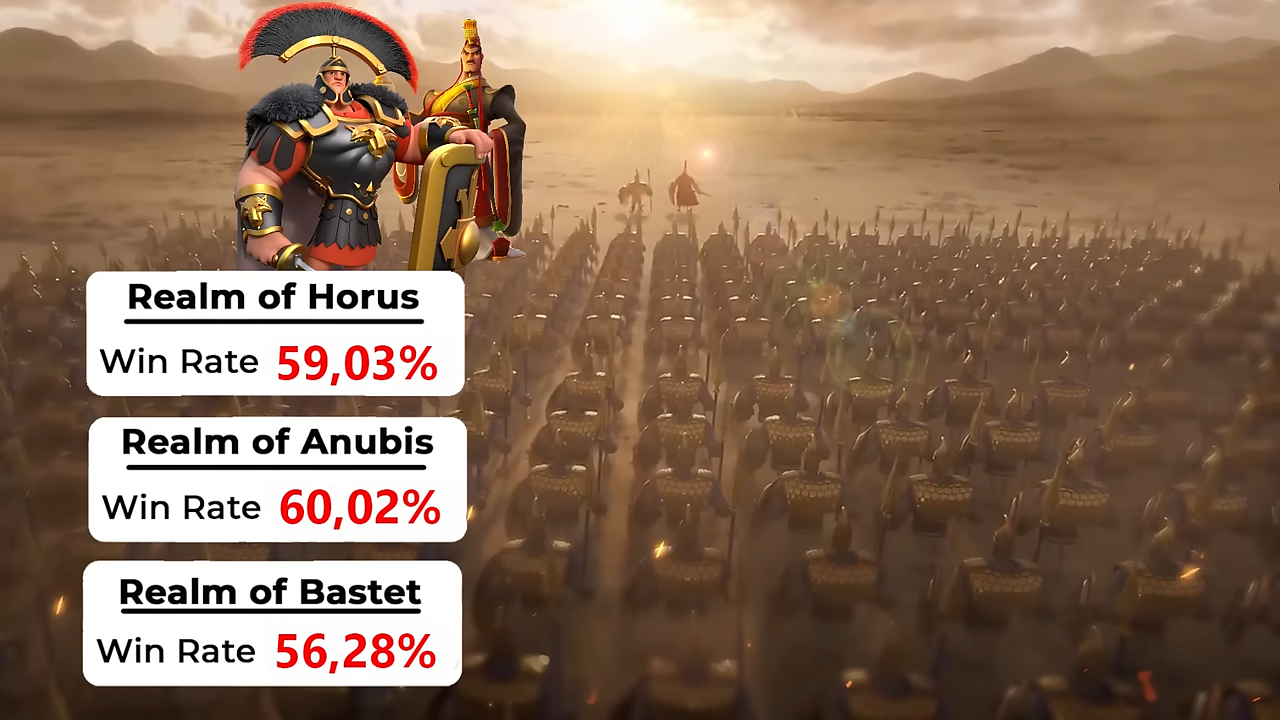 Realm of Horus
Win Rate 59,03%
Realm of Anubis
Win Rate 60,02%
Realm of Bastet
Win Rate 56,28%